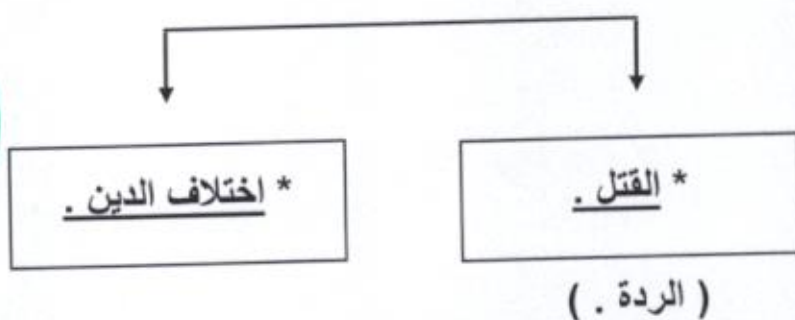 * القتل .
* اختلاف الدين .
( الردة . )